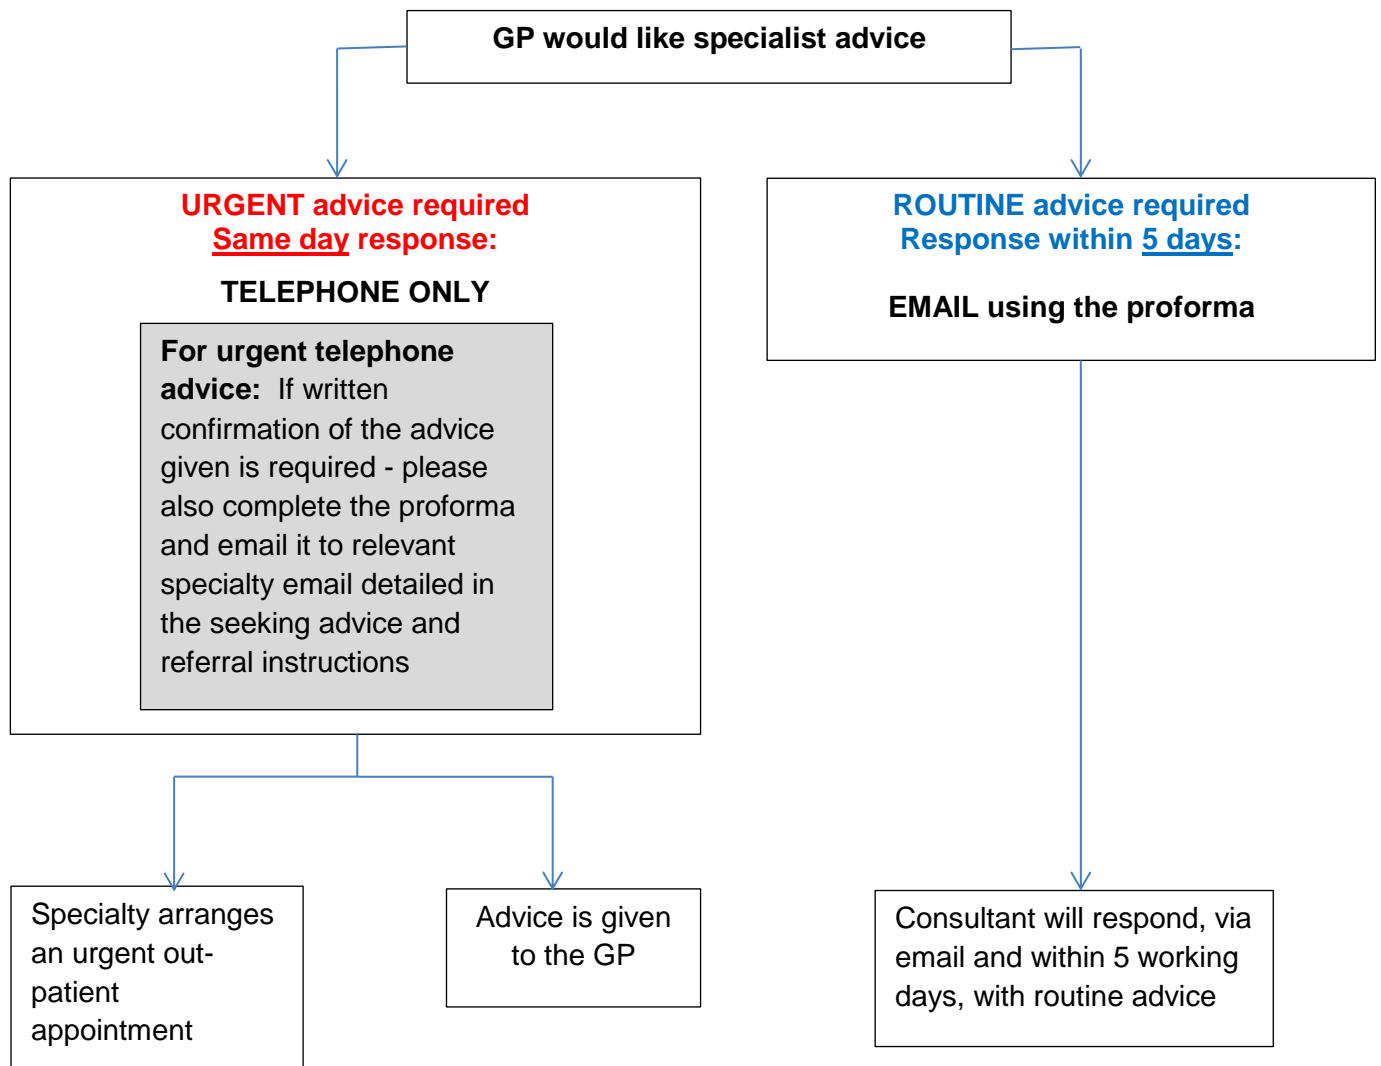 GP would like specialist advice
URGENT advice required
Same day response:
TELEPHONE ONLY
For urgent telephone
advice:  If written
confirmation of the advice
given is required - please
also complete the proforma
and email it to relevant
specialty email detailed in
the seeking advice and
referral instructions
ROUTINE advice required
Response within 5 days:
EMAIL using the proforma
Specialty arranges
an urgent out-
patient
appointment
Advice is given
to the GP
Consultant will respond, via
email and within 5 working
days, with routine advice